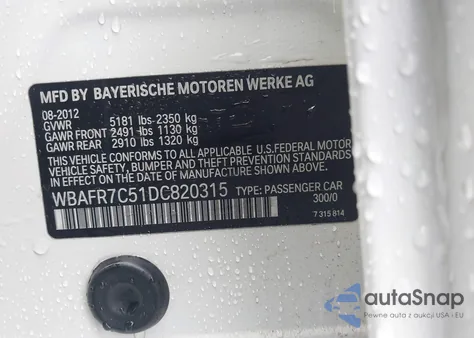 MFD BY BAYERISCHE MOTOREN WERKE AG
08-2012
GVWR 5181 lbs-2350 kg
GAWR FRONT 2491 lbs 1130 kg
GAWR REAR 2910 lbs 1320 kg
THIS VEHICLE CONFORMS TO ALL APPLICABLE U.S.FEDERAL MOTOR
VEHICLE SAFETY, BUMPER AND THEFT PREVENTION
STANDARDS IN EFFECT ON THE DATE OF MANUFACTURE
SHOWN ABOVE.
WBAFR7C51DC820315 TYPE: PASSENGER CAR
300/0
7 315 814
autoSnap
Pewne auto z aukcji USA i EU